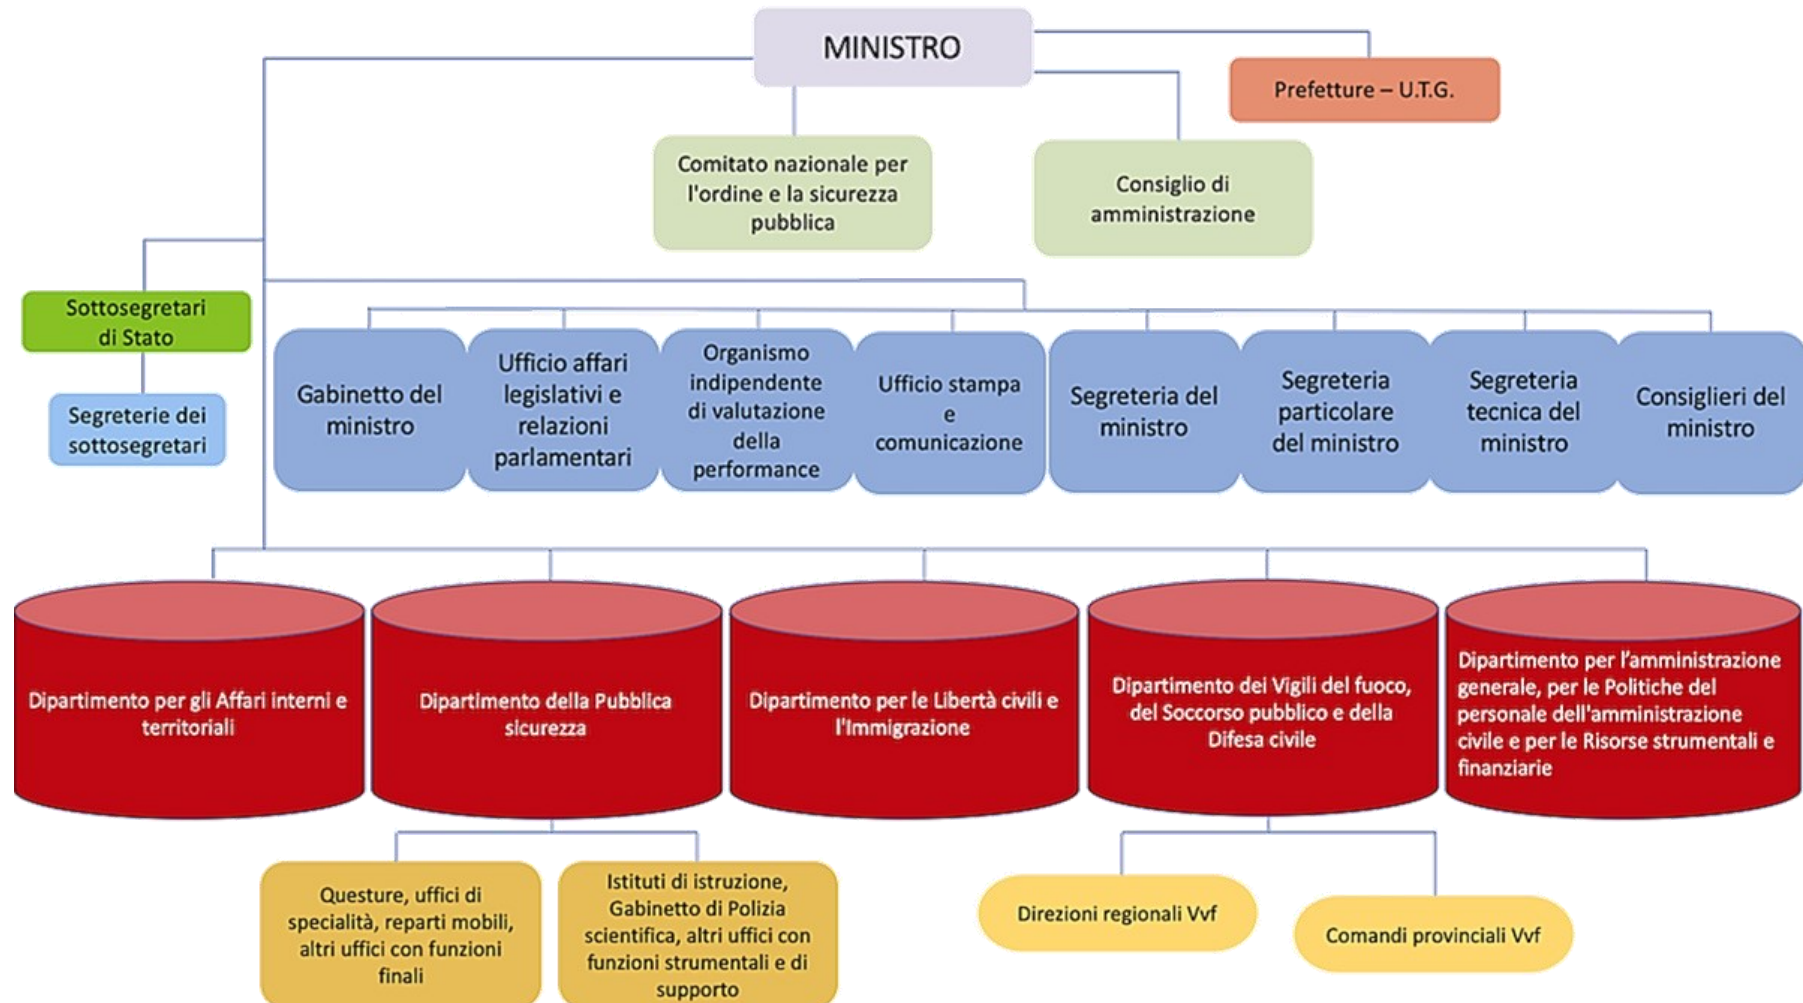 MINISTRO
Prefetture – U.T.G.
Comitato nazionale per
l'ordine e la sicurezza
pubblica
Consiglio di
amministrazione
Sottosegretari
di Stato
Segreterie dei
sottosegretari
Gabinetto del
ministro
Ufficio affari
legislativi e
relazioni
parlamentari
Organismo
indipendente
di valutazione
della
performance
Ufficio stampa
e
comunicazione
Segreteria del
ministro
Segreteria
particolare
del ministro
Segreteria
tecnica del
ministro
Consiglieri del
ministro
Dipartimento per gli Affari interni e
territoriali
Dipartimento della Pubblica
sicurezza
Dipartimento per le Libertà civili e
l'Immigrazione
Dipartimento dei Vigili del fuoco,
del Soccorso pubblico e della
Difesa civile
Dipartimento per l’amministrazione
generale, per le Politiche del
personale dell'amministrazione
civile e per le Risorse strumentali e
finanziarie
Questure, uffici di
specialità, reparti mobili,
altri uffici con funzioni
finali
Istituti di istruzione,
Gabinetto di Polizia
scientifica, altri uffici con
funzioni strumentali e di
supporto
Direzioni regionali Vvf
Comandi provinciali Vvf